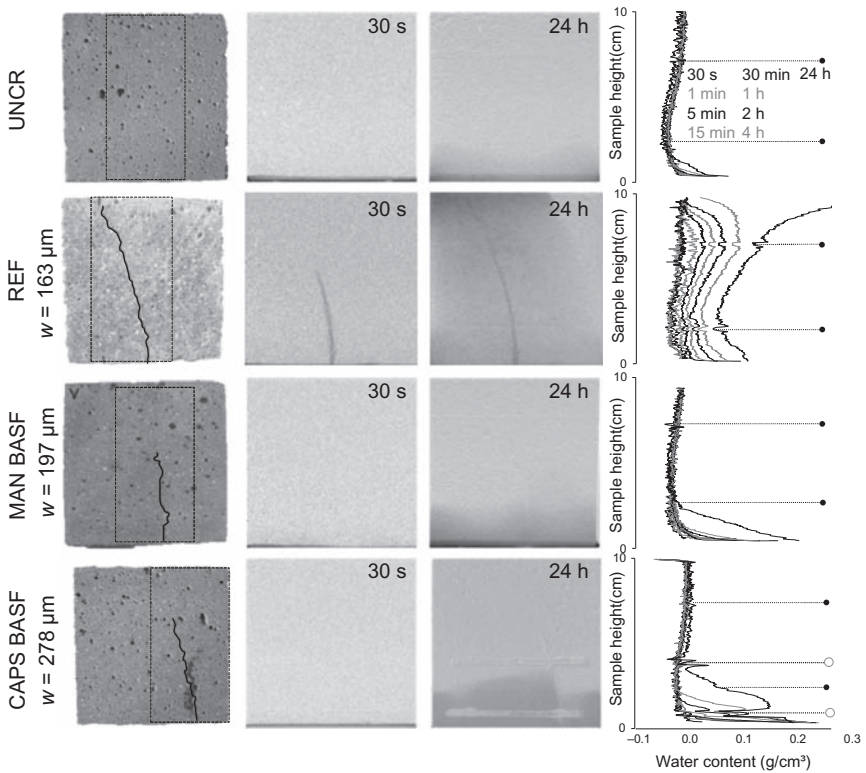 UNCR
30 s
24 h
Sample height(cm)
10
0
30 s 30 min 24 h
1 min 1 h
5 min 2 h
15 min 4 h
REF
w = 163 µm
30 s
24 h
Sample height(cm)
10
0
MAN BASF
w = 197 µm
30 s
24 h
Sample height(cm)
10
0
CAPS BASF
w = 278 µm
30 s
24 h
Sample height(cm)
10
0
–0.1 0.0 0.1 0.2 0.3
Water content (g/cm³)